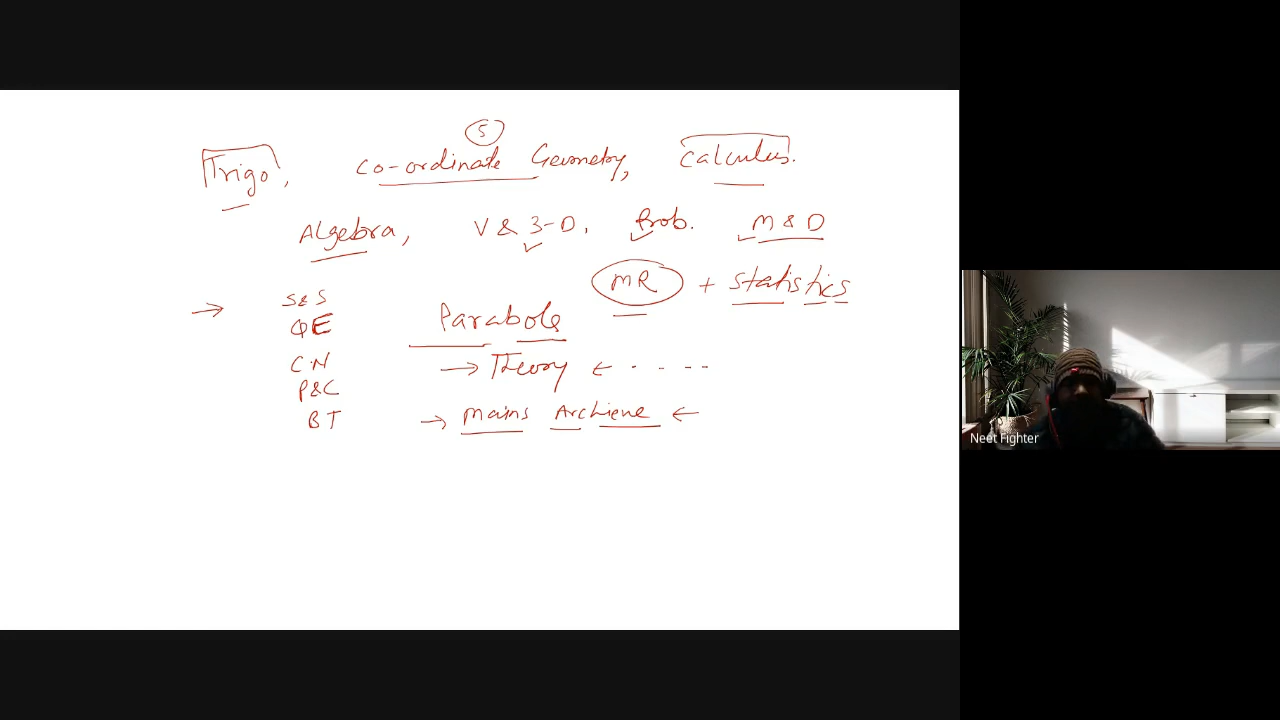 5
Trigo, Co-ordinate Geometry, Calculus.
Algebra, V & 3-D, Prob. M & D
MR + Statistics
→ S&S
QE
Parabola
C.N
→ Theory ← . . . . .
P&C
BT
→ Mains Archieve ←
Neet Fighter